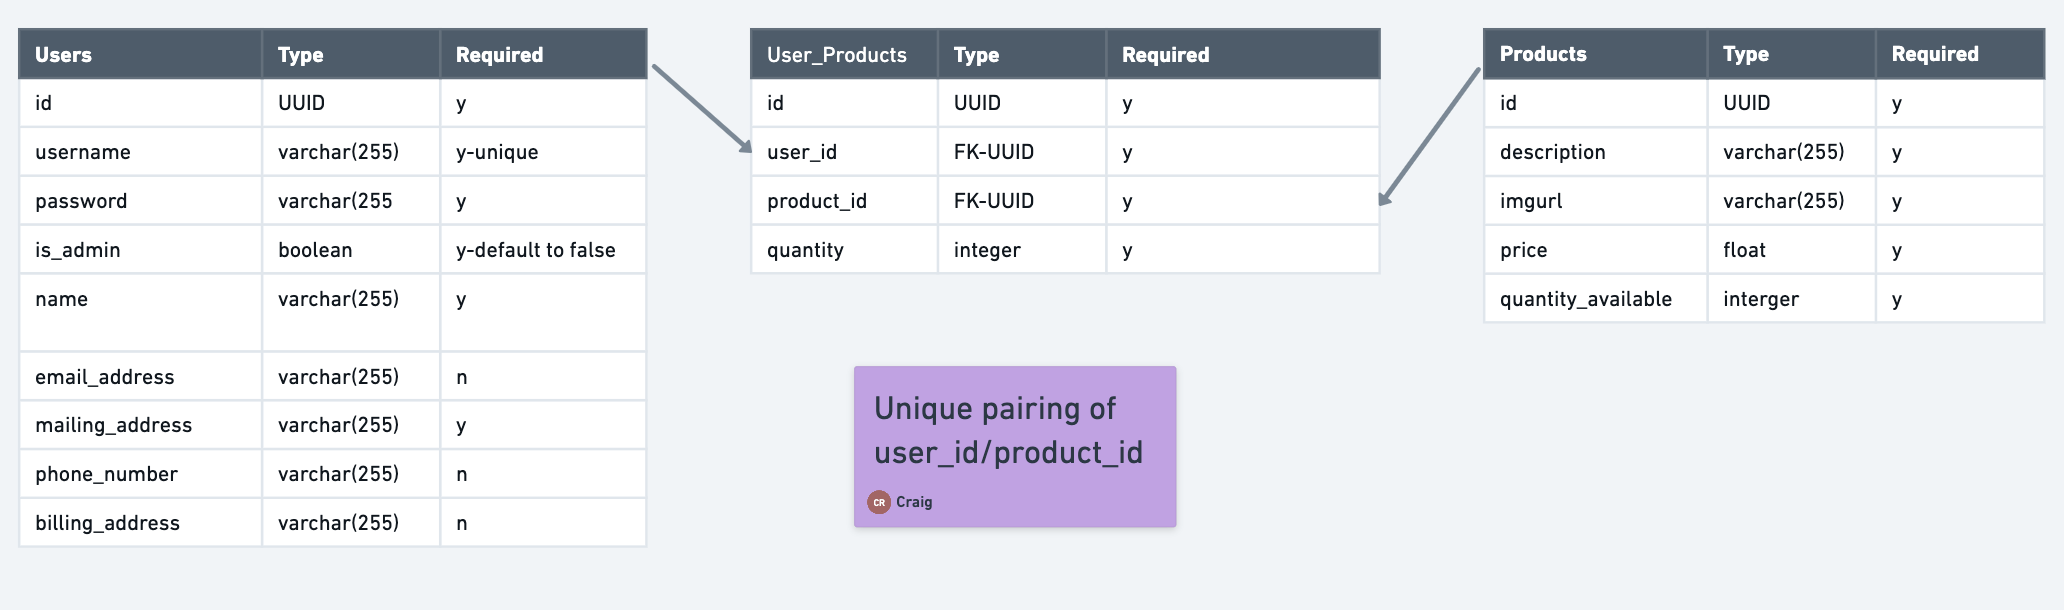 Users Type Required
id UUID y
username varchar(255) y-unique
password varchar(255 y
is_admin boolean y-default to false
name varchar(255) y
email_address varchar(255) n
mailing_address varchar(255) y
phone_number varchar(255) n
billing_address varchar(255) n
User_Products Type Required
id UUID y
user_id FK-UUID y
product_id FK-UUID y
quantity integer y
Unique pairing of
user_id/product_id
CR Craig
Products Type Required
id UUID y
description varchar(255) y
imgurl varchar(255) y
price float y
quantity_available interger y